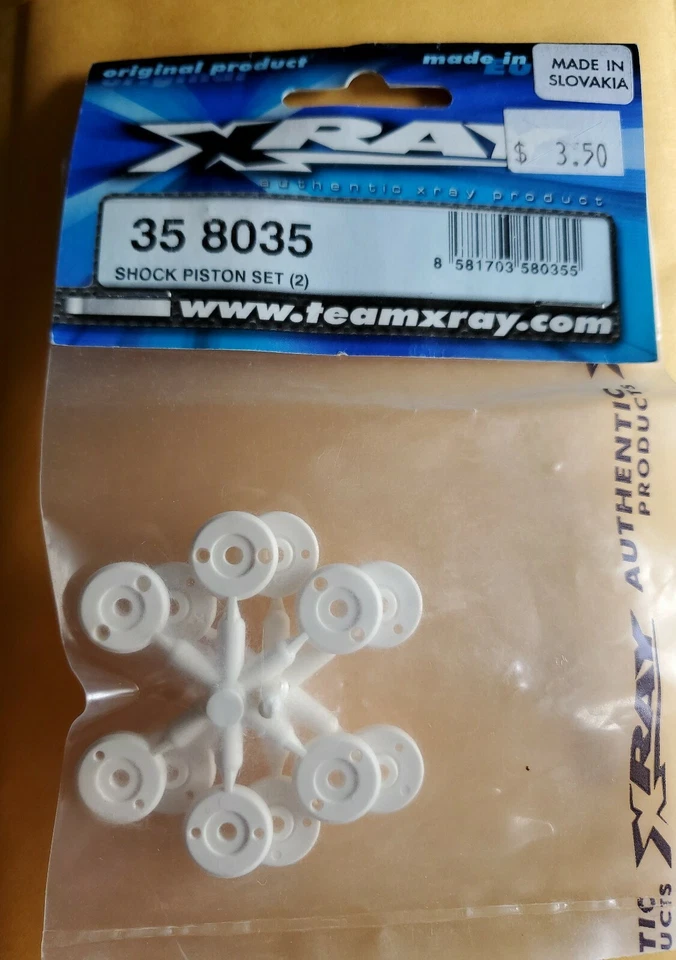 original product
made in
EU
MADE IN
SLOVAKIA
XRAY
$ 3.50
authentic xray product
35 8035
SHOCK PISTON SET (2)
8 581703 580355
www.teamxray.com
AUTHENTIC
PRODUCTS
XRAY